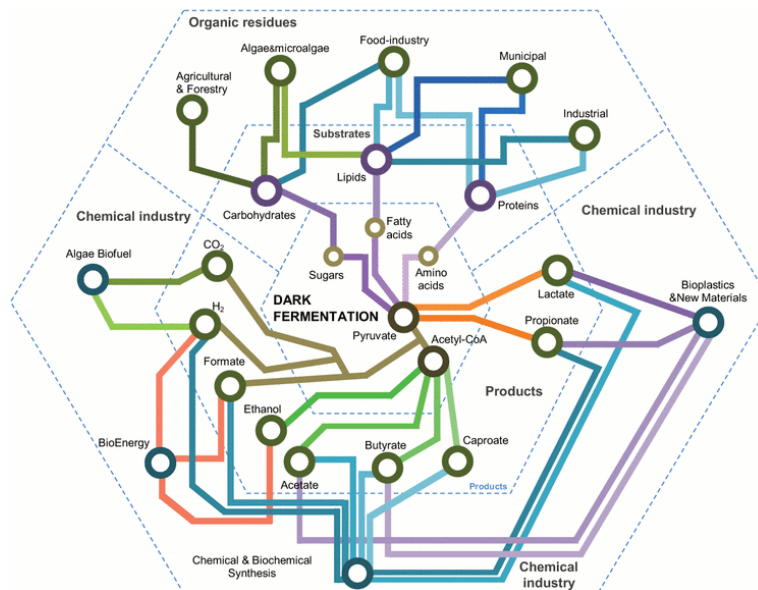 Organic residues
Food-industry
Algae&microalgae
Municipal
Agricultural
& Forestry
Industrial
Substrates
Lipids
Carbohydrates
Proteins
Chemical industry
Chemical industry
Fatty
acids
CO2
Algae Biofuel
Sugars
Amino
acids
Bioplastics
&New Materials
Lactate
DARK
FERMENTATION
H2
Pyruvate
Propionate
Acetyl-CoA
Formate
Products
Ethanol
BioEnergy
Butyrate
Caproate
Acetate
Products
Chemical & Biochemical
Synthesis
Chemical
industry